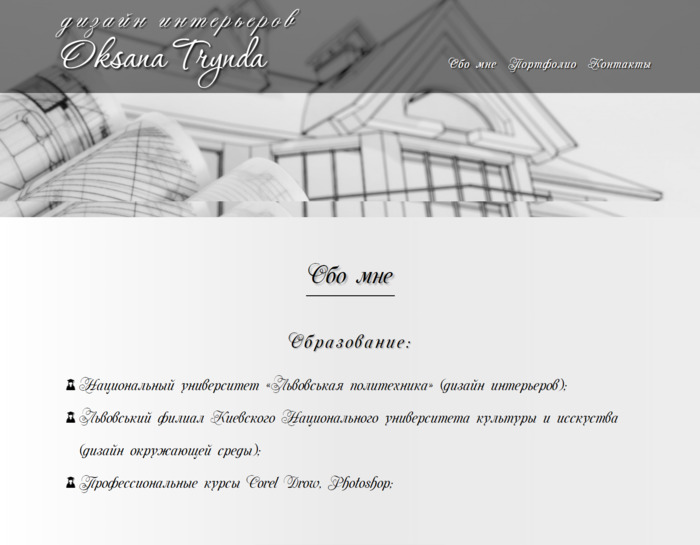 дизайн интерьеров
Oksana Trynda
Обо мне Портфолио Контакты
Обо мне
Образование:
Национальный университет «Львовськая политехника» (дизайн интерьеров);
Львовський филиал Киевского Национального университета культуры и исскуства
(дизайн окружающей среды);
Профессиональные курсы Corel Drow, Photoshop;